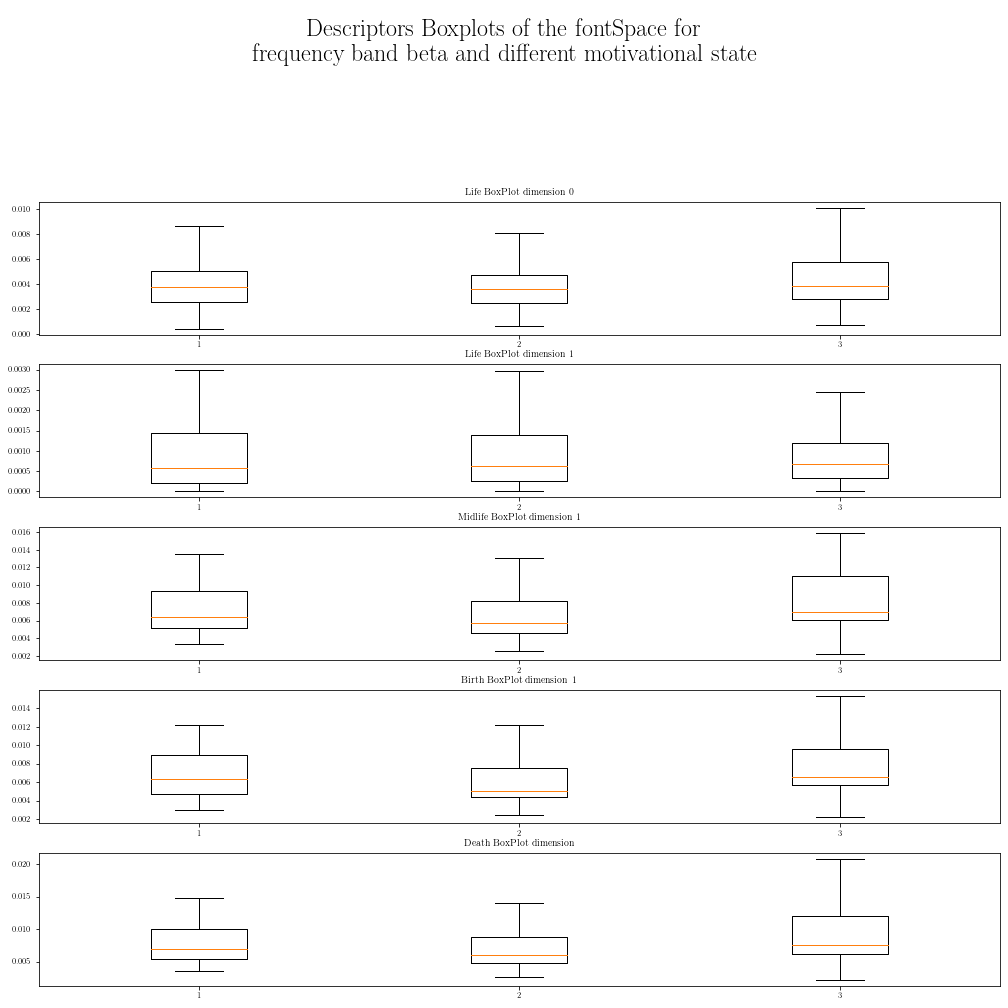 Descriptors Boxplots of the fontSpace for
frequency band beta and different motivational state
Life BoxPlot dimension 0
0.010
0.008
0.006
0.004
0.002
0.000
1 2 3
Life BoxPlot dimension 1
0.0030
0.0025
0.0020
0.0015
0.0010
0.0005
0.0000
1 2 3
Midlife BoxPlot dimension 1
0.016
0.014
0.012
0.010
0.008
0.006
0.004
0.002
1 2 3
Birth BoxPlot dimension 1
0.014
0.012
0.010
0.008
0.006
0.004
0.002
1 2 3
Death BoxPlot dimension
0.020
0.015
0.010
0.005
1 2 3